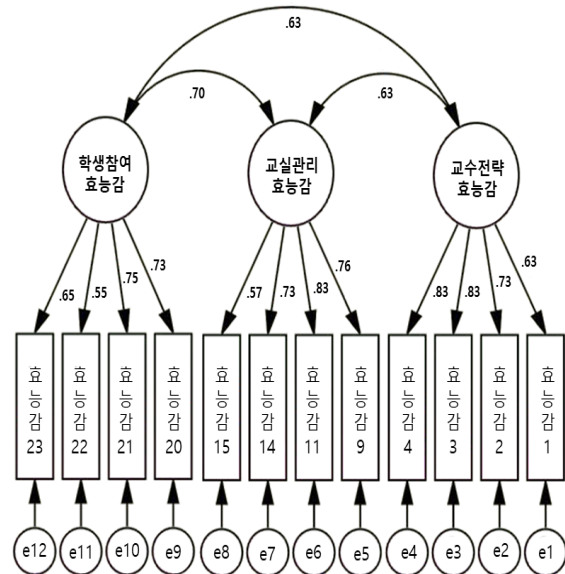 .63
.70
.63
학생참여
효능감
교실관리
효능감
교수전략
효능감
.65
.55
.75
.73
.57
.73
.83
.76
.83
.83
.73
.63
효능감
23
효능감
22
효능감
21
효능감
20
효능감
15
효능감
14
효능감
11
효능감
9
효능감
4
효능감
3
효능감
2
효능감
1
e12
e11
e10
e9
e8
e7
e6
e5
e4
e3
e2
e1